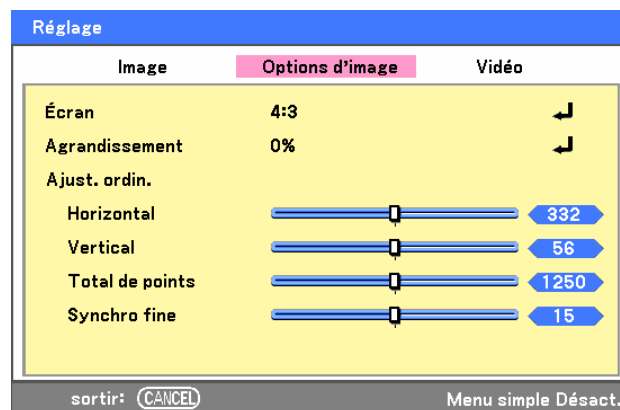 Réglage
Image Options d'image Vidéo
Écran 4:3
Agrandissement 0%
Ajust. ordin.
Horizontal 332
Vertical 56
Total de points 1250
Synchro fine 15
sortir: CANCEL Menu simple Désact.